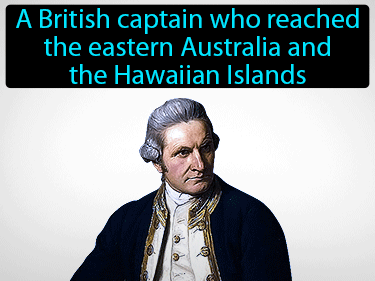 A British captain who reached
the eastern Australia and
the Hawaiian Islands